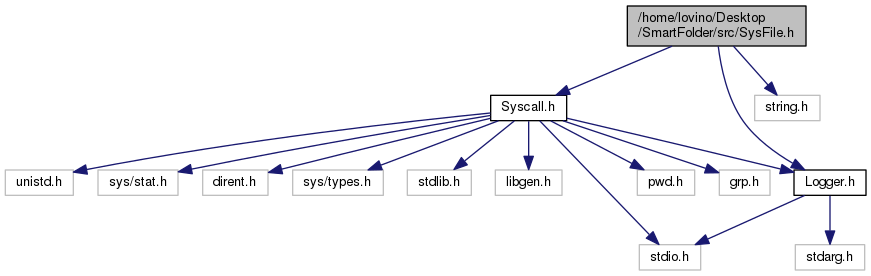 /home/lovino/Desktop
/SmartFolder/src/SysFile.h
Syscall.h
string.h
unistd.h
sys/stat.h
dirent.h
sys/types.h
stdlib.h
libgen.h
pwd.h
grp.h
Logger.h
stdio.h
stdarg.h